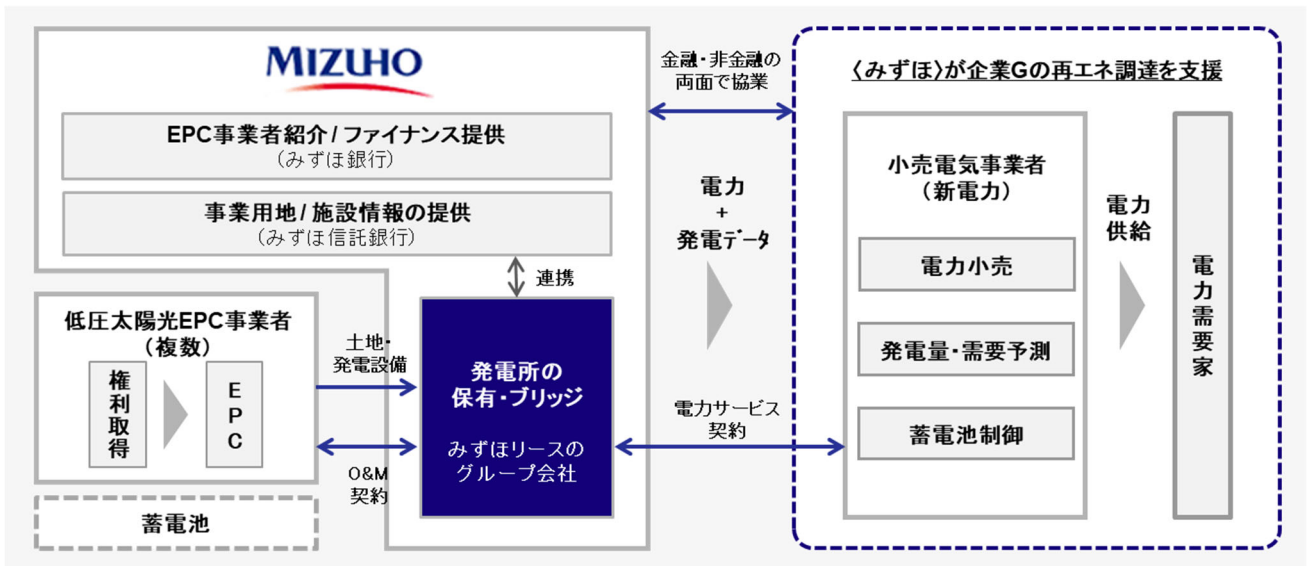 MIZUHO
EPC事業者紹介/ファイナンス提供
(みずほ銀行)
事業用地/施設情報の提供
(みずほ信託銀行)
連携
低圧太陽光EPC事業者
(複数)
権利取得
EPC
蓄電池
土地・
発電設備
O&M
契約
発電所の
保有・ブリッジ
みずほリースの
グループ会社
金融・非金融の
両面で協業
電力
+
発電データ
電力サービス
契約
〈みずほ〉が企業Gの再エネ調達を支援
小売電気事業者
(新電力)
電力小売
発電量・需要予測
蓄電池制御
電力
供給
電力需要家